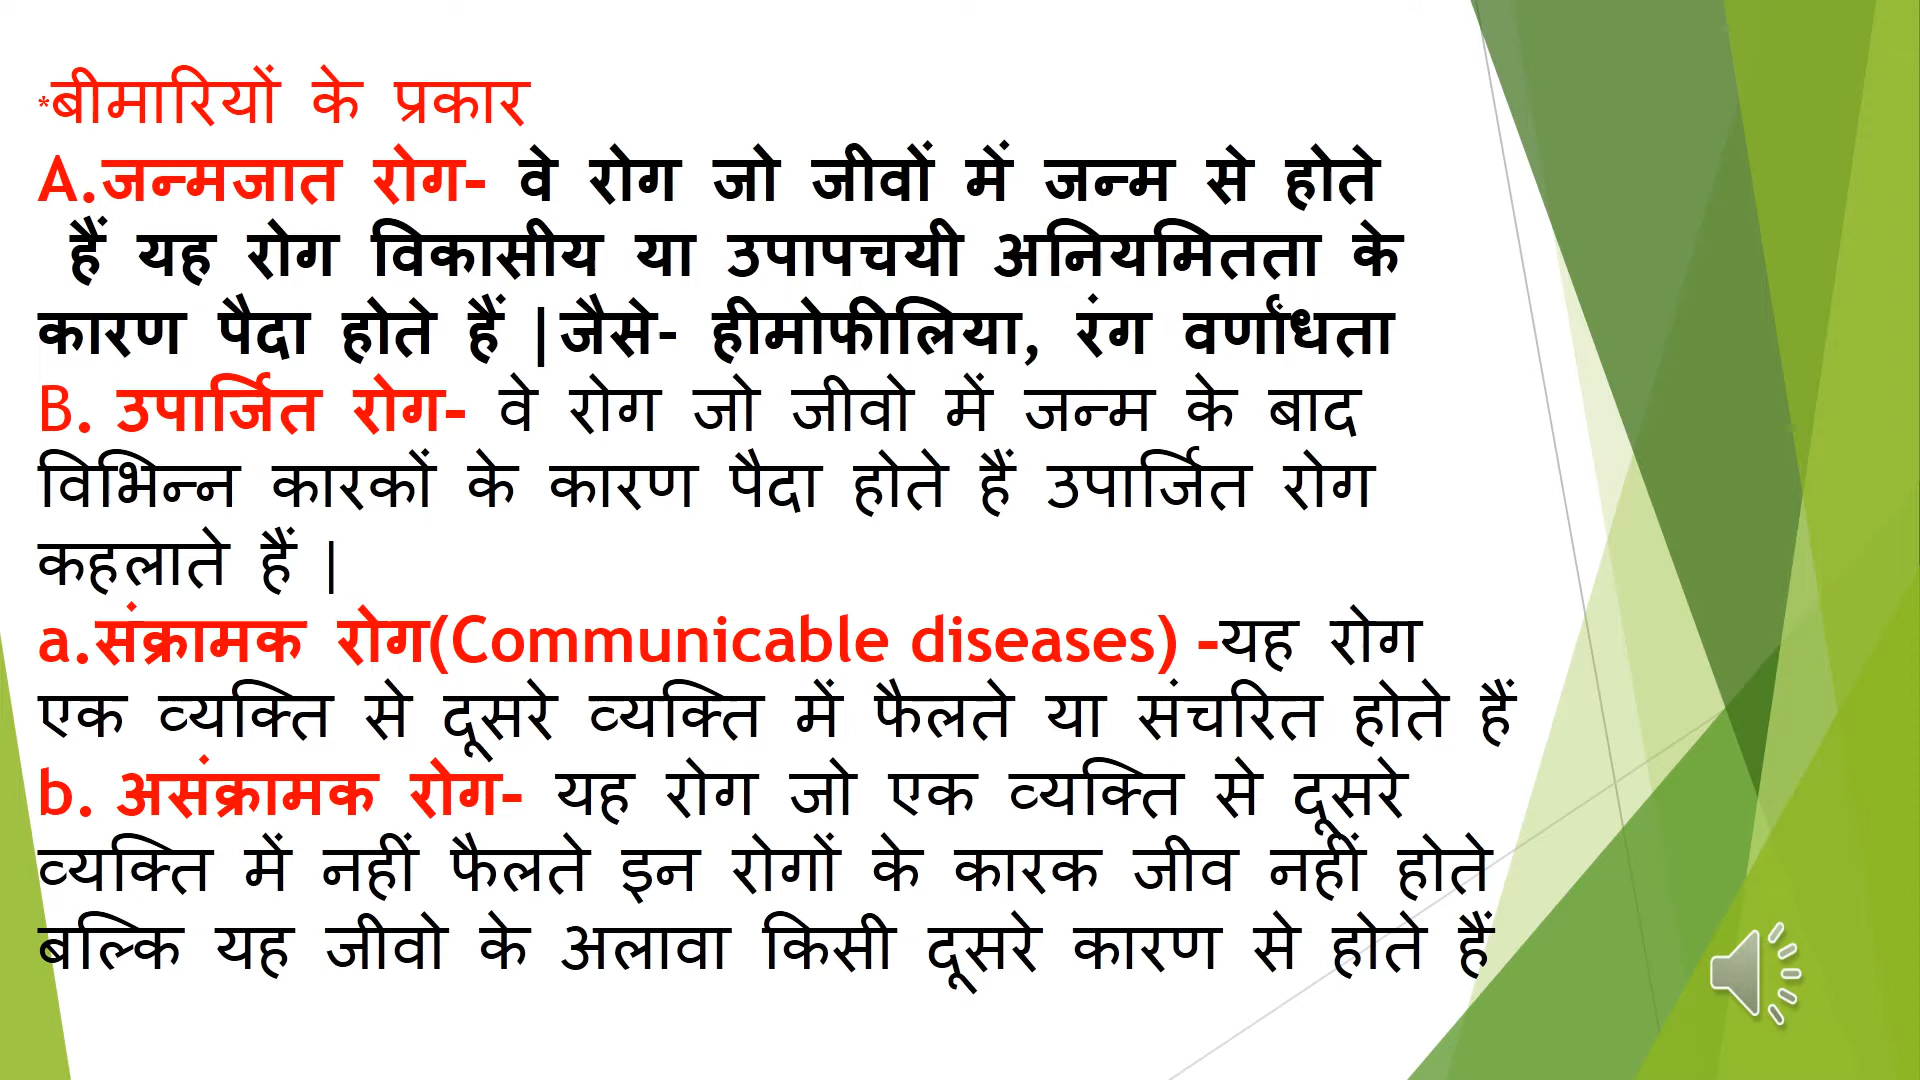 *बीमारियों के प्रकार
A.जन्मजात रोग- वे रोग जो जीवों में जन्म से होते
हैं यह रोग विकासीय या उपापचयी अनियमितता के
कारण पैदा होते हैं |जैसे- हीमोफीलिया, रंग वर्णांधता
B. उपार्जित रोग- वे रोग जो जीवो में जन्म के बाद
विभिन्न कारकों के कारण पैदा होते हैं उपार्जित रोग
कहलाते हैं |
a.संक्रामक रोग(Communicable diseases) -यह रोग
एक व्यक्ति से दूसरे व्यक्ति में फैलते या संचरित होते हैं
b. असंक्रामक रोग- यह रोग जो एक व्यक्ति से दूसरे
व्यक्ति में नहीं फैलते इन रोगों के कारक जीव नहीं होते
बल्कि यह जीवो के अलावा किसी दूसरे कारण से होते हैं